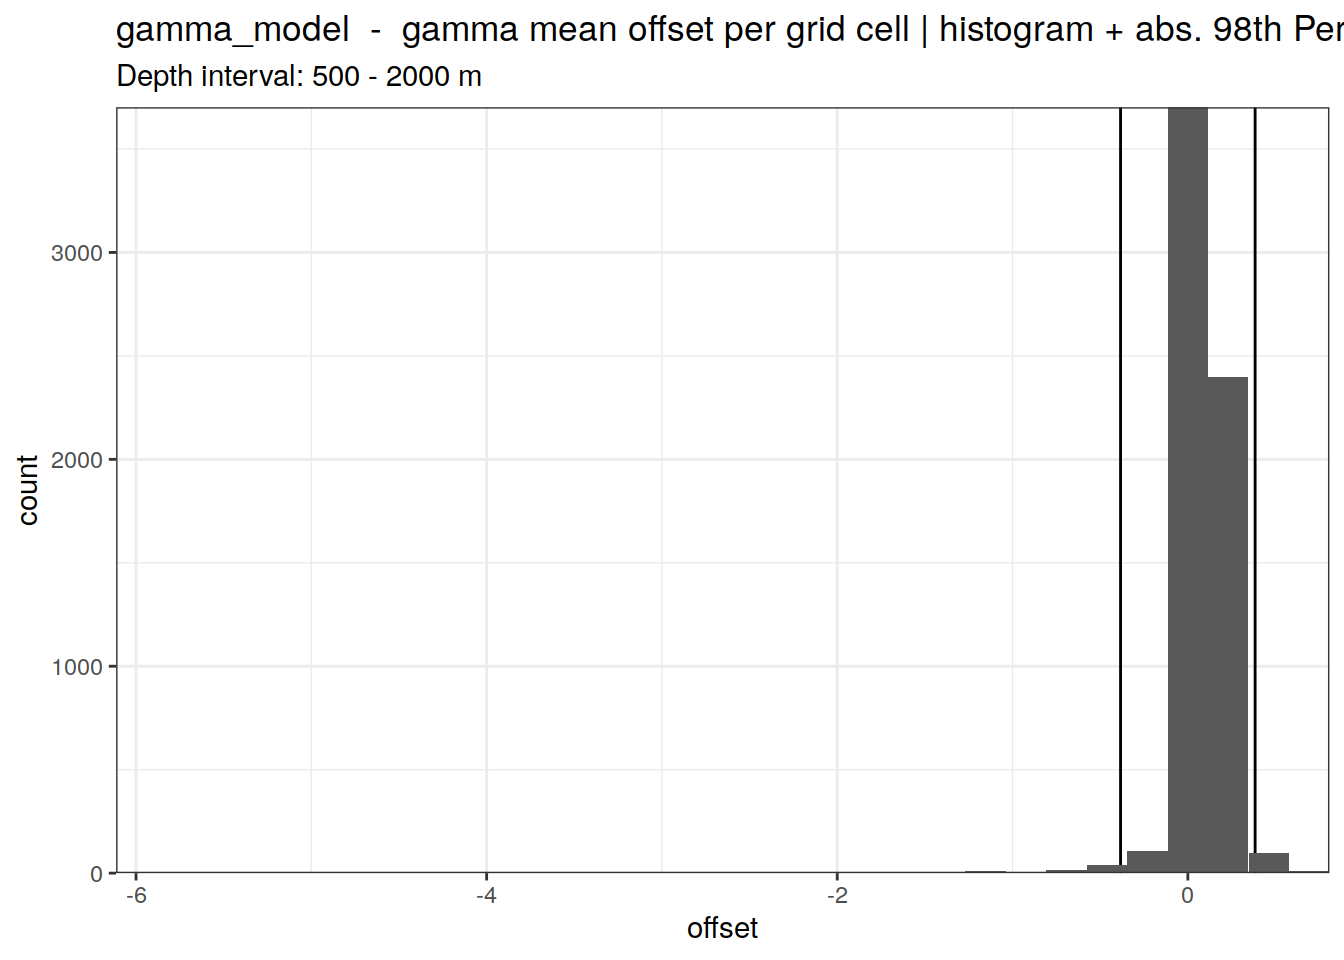 gamma_model  -  gamma mean offset per grid cell | histogram + abs. 98th Per
Depth interval: 500 - 2000 m
3000
2000
1000
0
count
-6 -4 -2 0
offset